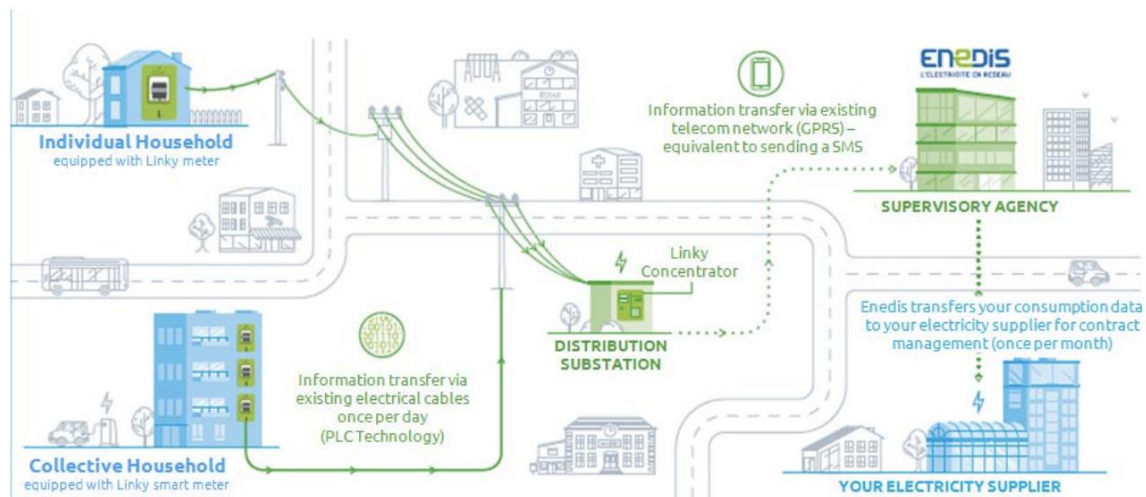 ENEDIS
L'ELECTRICITE EN RESEAU
Information transfer via existing
telecom network (GPRS) –
equivalent to sending a SMS
Individual Household
equipped with Linky meter
SUPERVISORY AGENCY
Linky
Concentrator
DISTRIBUTION
SUBSTATION
Enedis transfers your consumption data
to your electricity supplier for contract
management (once per month)
Information transfer via
existing electrical cables
once per day
(PLC Technology)
Collective Household
equipped with Linky smart meter
YOUR ELECTRICITY SUPPLIER